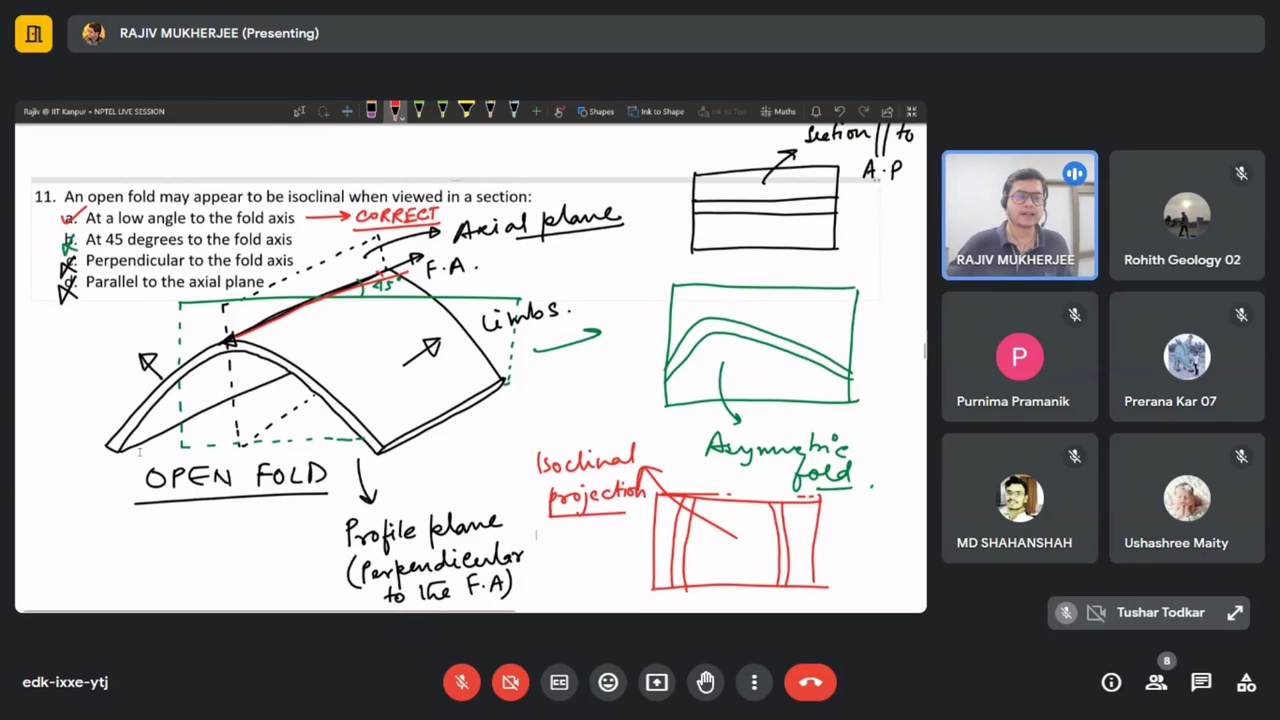 RAJIV MUKHERJEE (Presenting)
Rajiv @ IIT Kanpur - NPTEL LIVE SESSION
Shapes
Ink to Shape
Ink to Text
Maths
11. An open fold may appear to be isoclinal when viewed in a section:
a. At a low angle to the fold axis
CORRECT
b. At 45 degrees to the fold axis
c. Perpendicular to the fold axis
d. Parallel to the axial plane
Axial plane
F.A.
45°
Limbs.
OPEN FOLD
Profile plane
(Perpendicular
to the F.A)
Section || to
A.P
Asymmetric
fold.
Isoclinal
projection
RAJIV MUKHERJEE
Rohith Geology 02
P
Purnima Pramanik
Prerana Kar 07
MD SHAHANSHAH
Ushashree Maity
Tushar Todkar
edk-ixxe-ytj
8